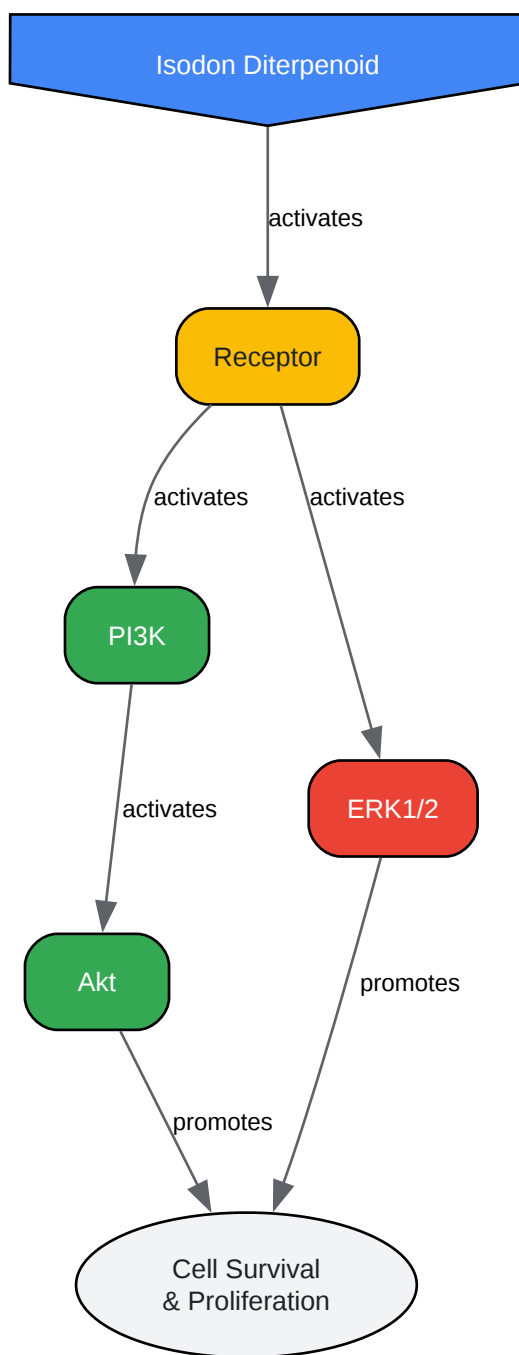 Isodon Diterpenoid
activates
Receptor
activates
activates
PI3K
activates
ERK1/2
Akt
promotes
promotes
Cell Survival
& Proliferation